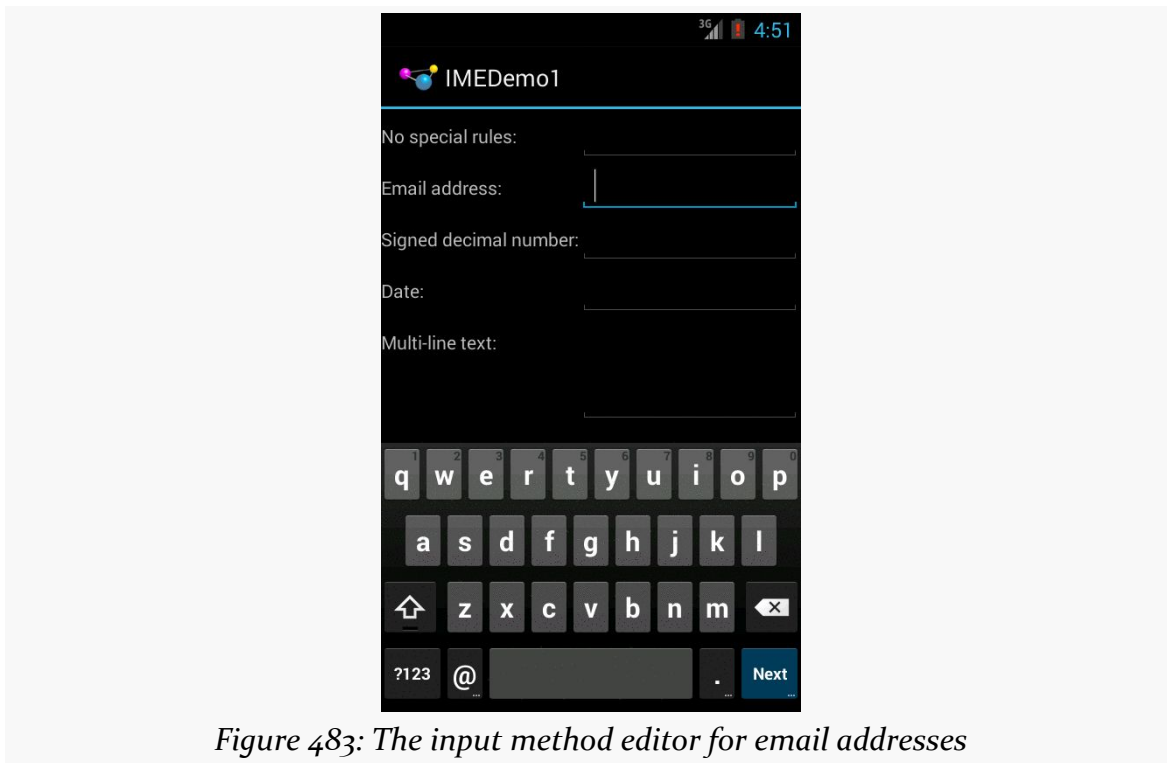 3G 4:51
IMEDemo1
No special rules:
Email address:
Signed decimal number:
Date:
Multi-line text:
1 2 3 4 5 6 7 8 9 0
q w e r t y u i o p
a s d f g h j k l
z x c v b n m
?123 @ ... . ... Next ...
Figure 483: The input method editor for email addresses